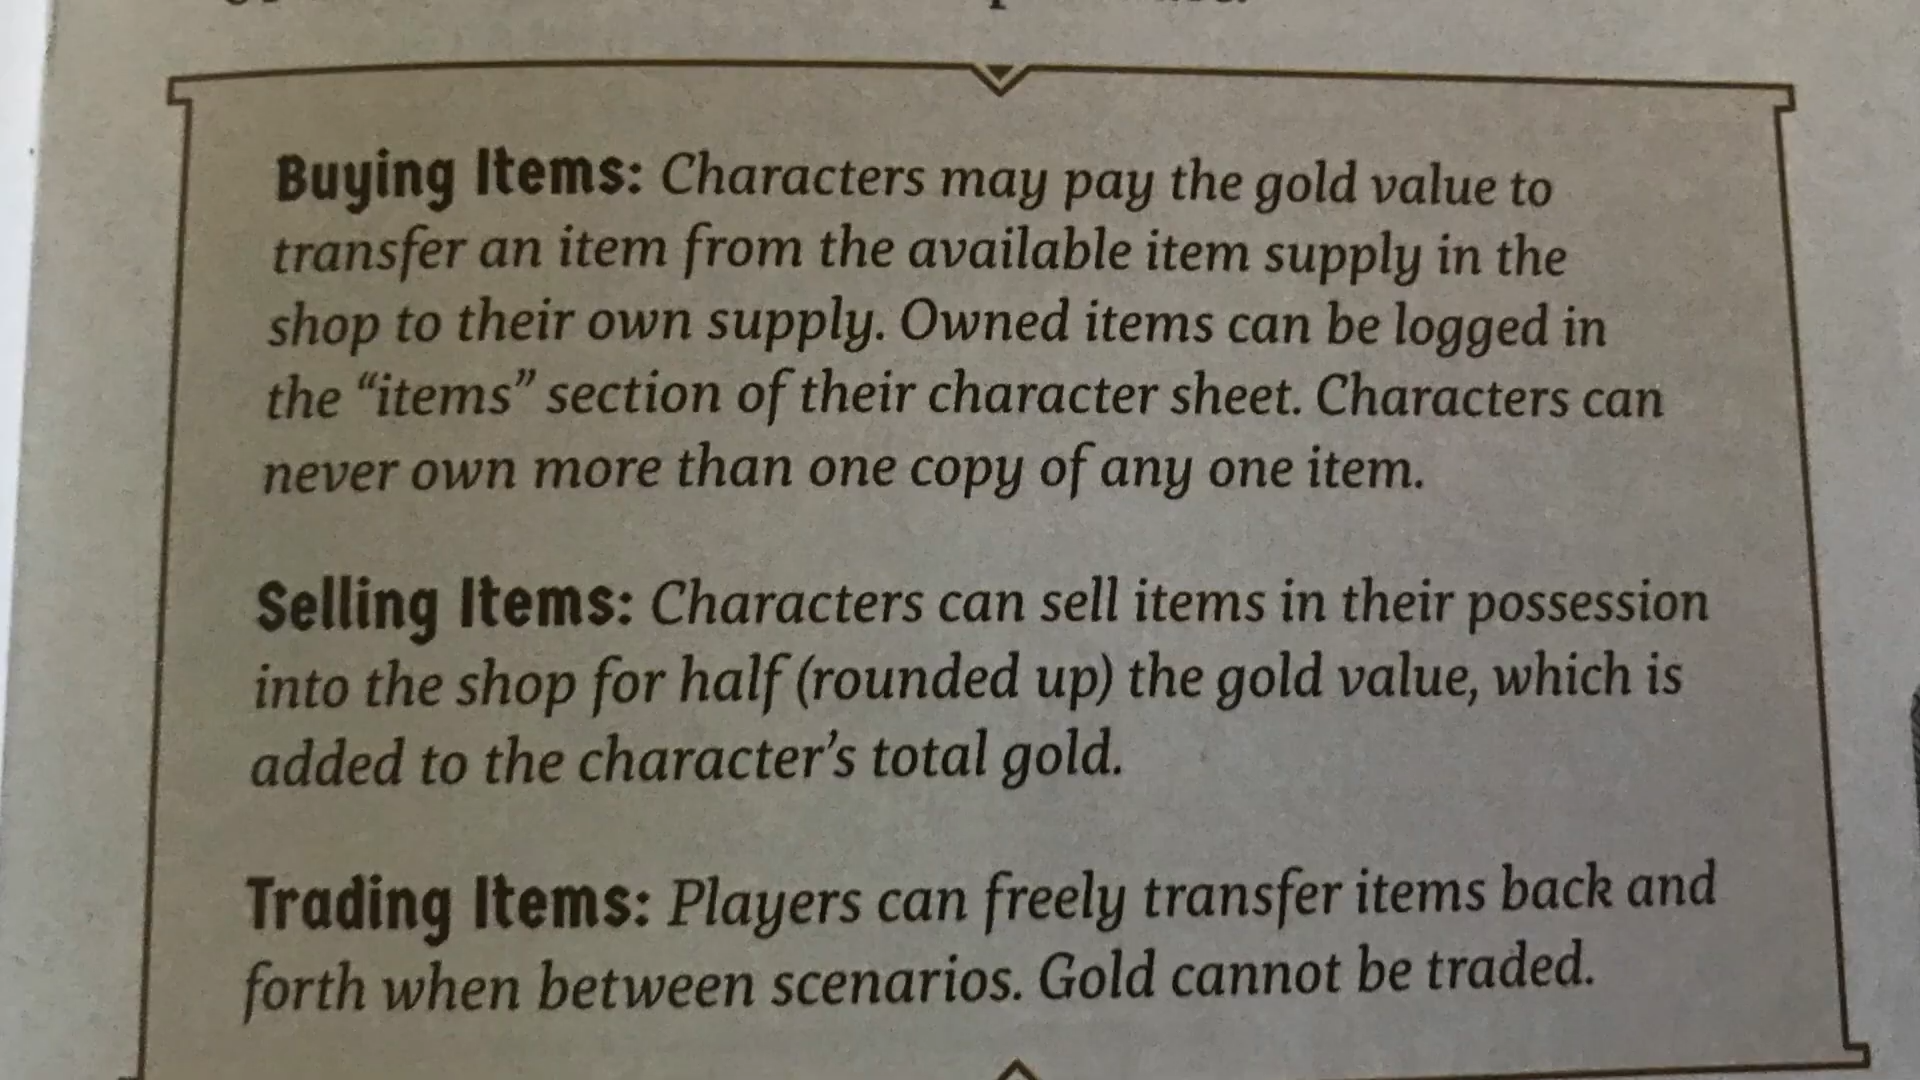 Buying Items: Characters may pay the gold value to
transfer an item from the available item supply in the
shop to their own supply. Owned items can be logged in
the “items” section of their character sheet. Characters can
never own more than one copy of any one item.
Selling Items: Characters can sell items in their possession
into the shop for half (rounded up) the gold value, which is
added to the character’s total gold.
Trading Items: Players can freely transfer items back and
forth when between scenarios. Gold cannot be traded.